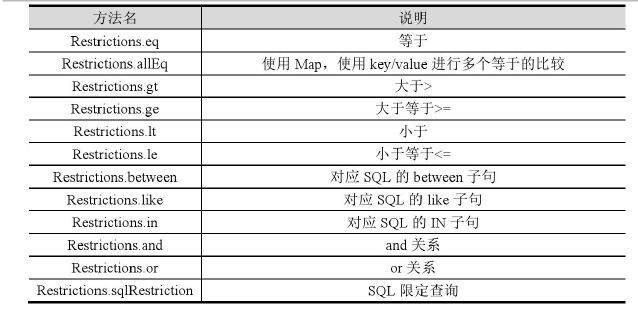 方法名 说明
Restrictions.eq 等于
Restrictions.allEq 使用 Map，使用 key/value 进行多个等于的比较
Restrictions.gt 大于>
Restrictions.ge 大于等于>=
Restrictions.lt 小于
Restrictions.le 小于等于<=
Restrictions.between 对应 SQL 的 between 子句
Restrictions.like 对应 SQL 的 like 子句
Restrictions.in 对应 SQL 的 IN 子句
Restrictions.and and 关系
Restrictions.or or 关系
Restrictions.sqlRestriction SQL 限定查询